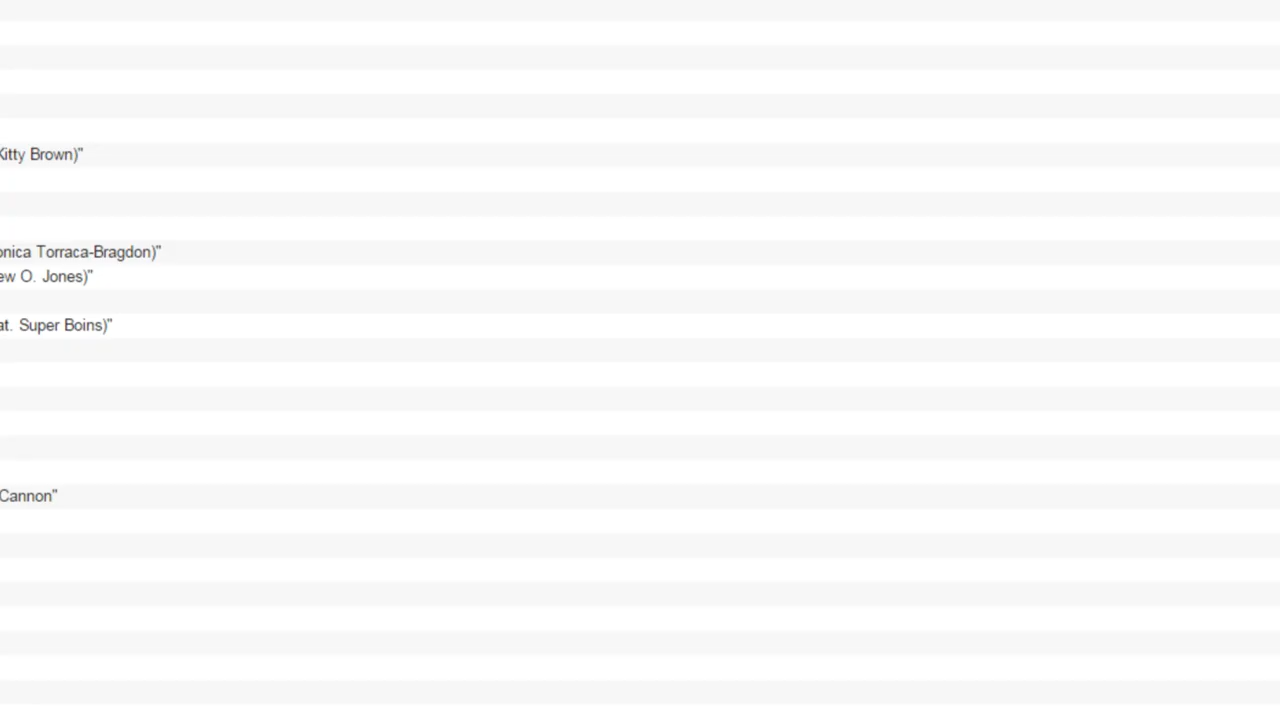 Kitty Brown)"
onica Torraca-Bragdon)"
ew O. Jones)"
at. Super Boins)"
Cannon"